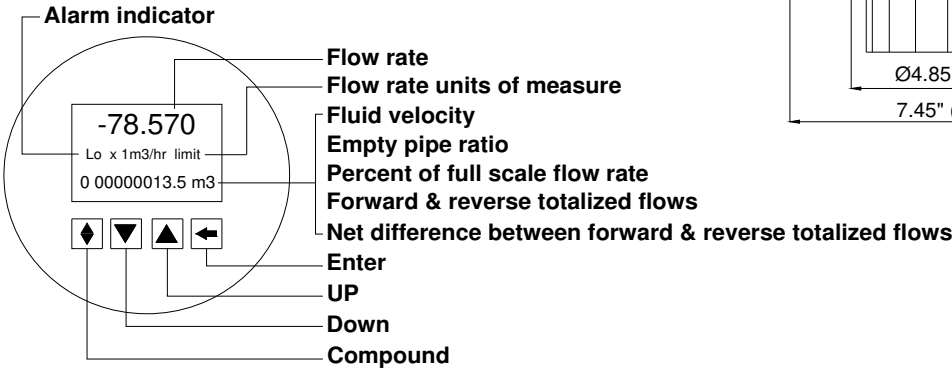 Alarm indicator
Flow rate
Flow rate units of measure
Fluid velocity
Empty pipe ratio
Percent of full scale flow rate
Forward & reverse totalized flows
Net difference between forward & reverse totalized flows
Enter
UP
Down
Compound
-78.570
Lo x 1m3/hr limit
0 00000013.5 m3
Ø4.85
7.45"